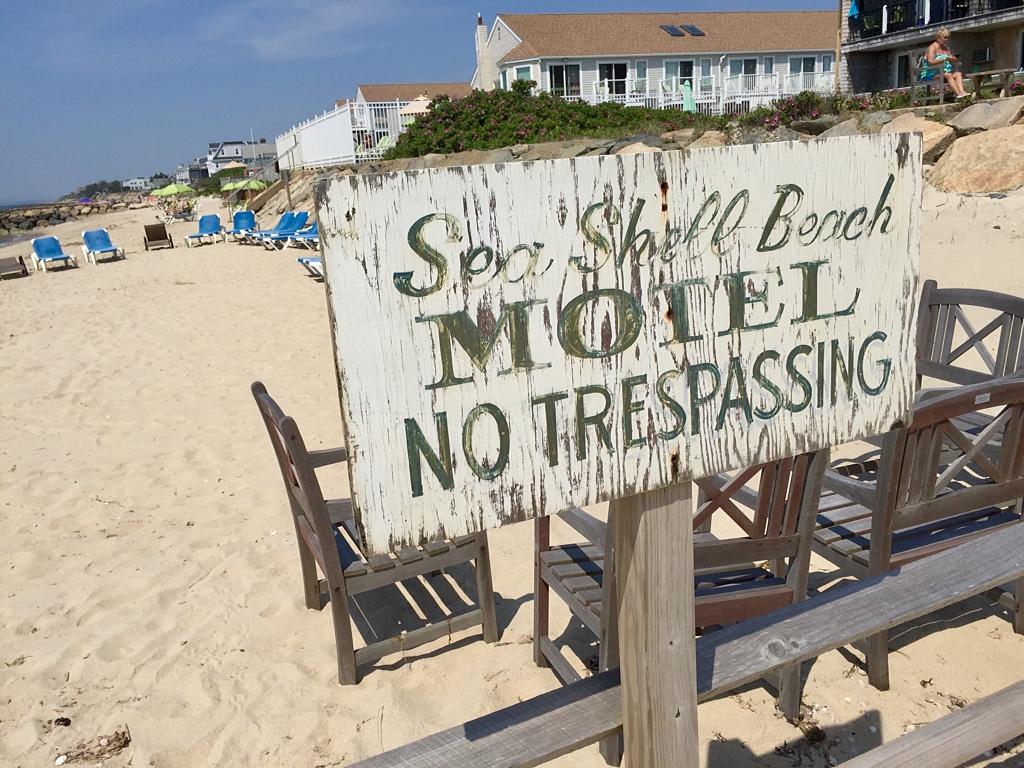 Sea Shell Beach
MOTEL
NO TRESPASSING